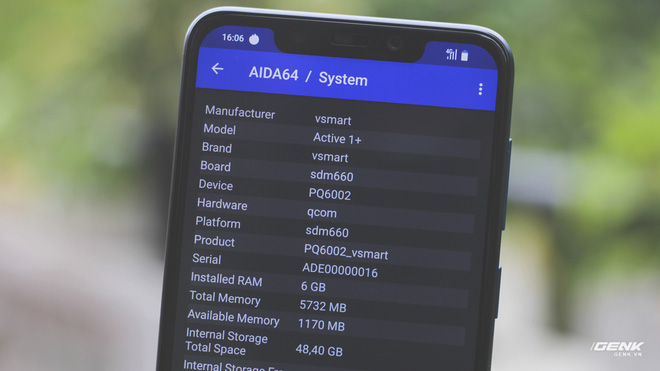 16:06
AIDA64 / System
Manufacturer vsmart
Model Active 1+
Brand vsmart
Board sdm660
Device PQ6002
Hardware qcom
Platform sdm660
Product PQ6002_vsmart
Serial ADE00000016
Installed RAM 6 GB
Total Memory 5732 MB
Available Memory 1170 MB
Internal Storage
Total Space 48,40 GB
Internal Storage
GENK
GENK.VN